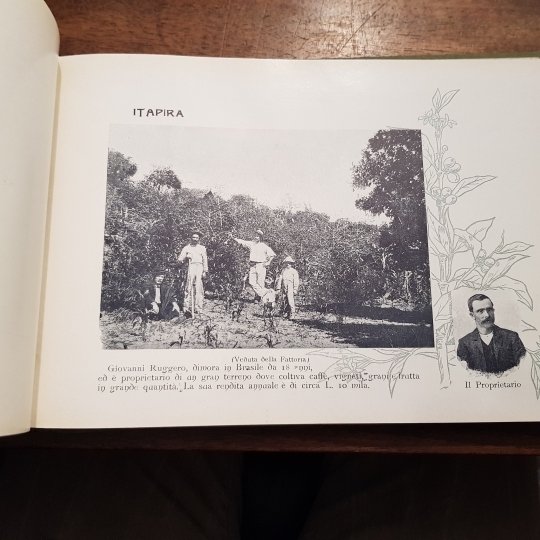 ITAPIRA
(Veduta della Fattoria)
Giovanni Ruggero, dimora in Brasile da 18 anni,
ed è proprietario di un gran terreno dove coltiva caffè, vigneti, grani e frutta
in grande quantità. La sua rendita annuale è di circa L. 10 mila.
Il Proprietario